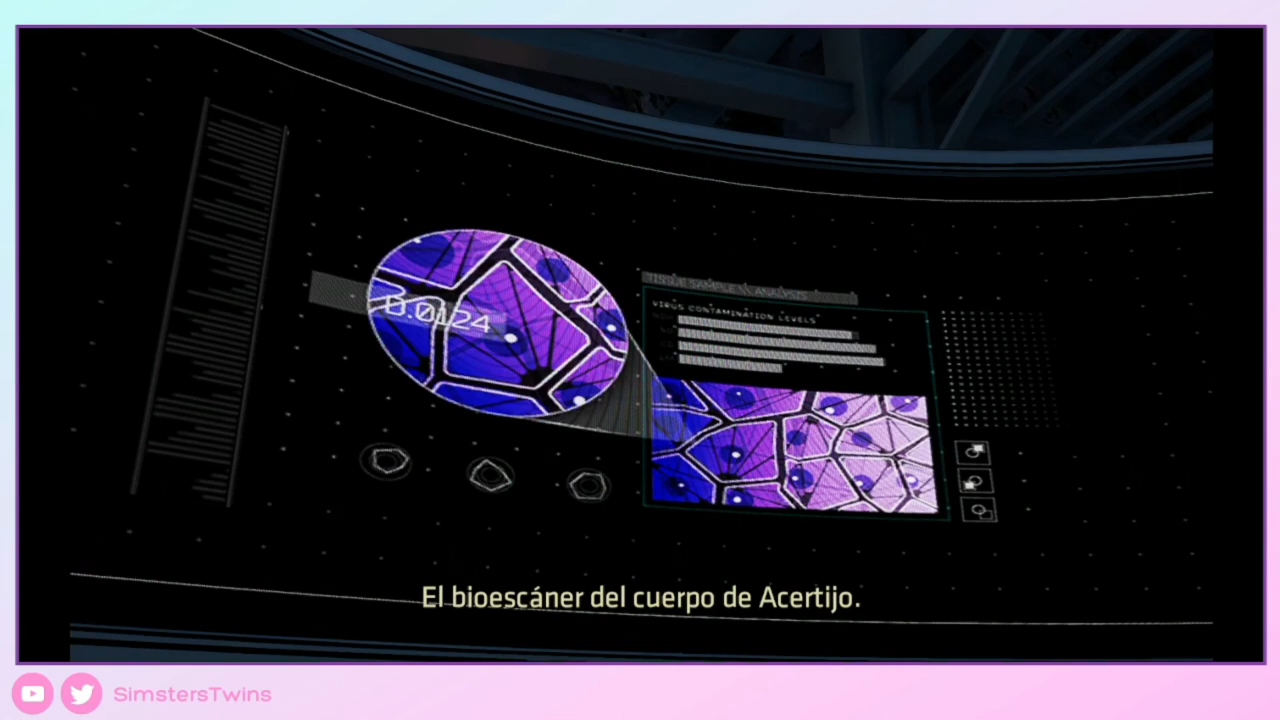 TISSUE SAMPLE \\ ANALYSIS
VIRUS CONTAMINATION LEVELS
0.0124
El bioescáner del cuerpo de Acertijo.
SimstersTwins